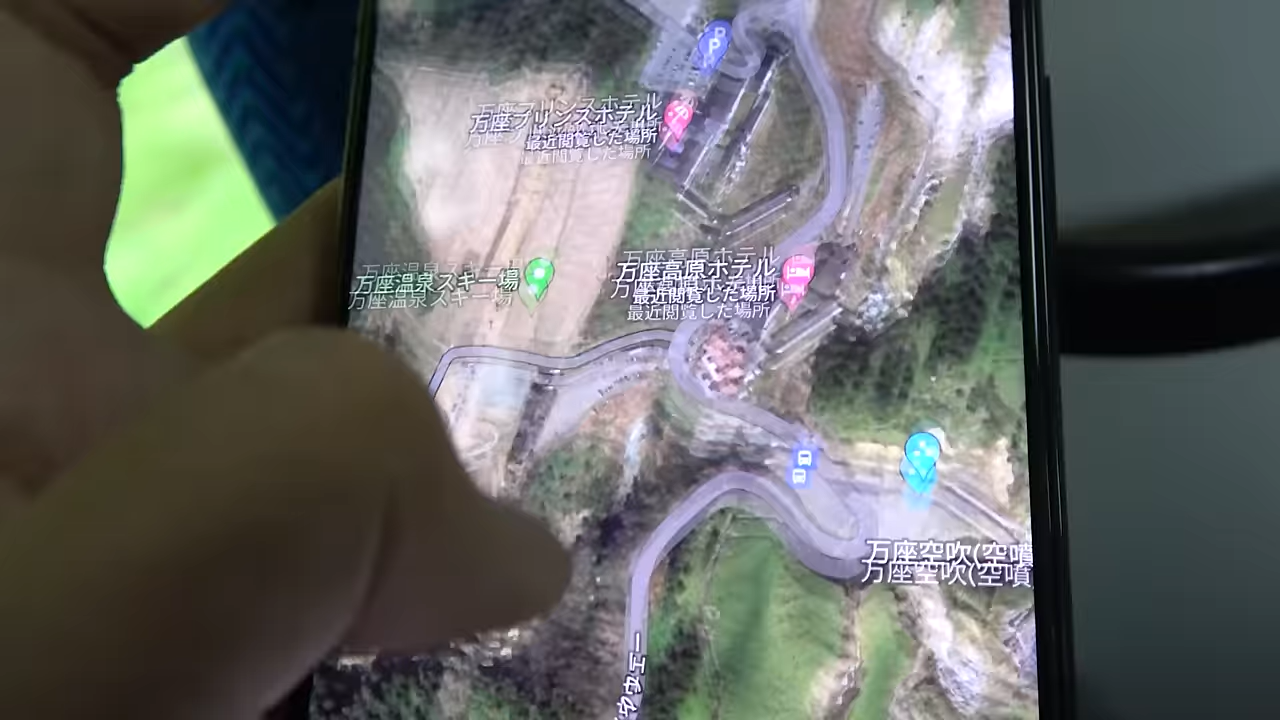 P
万座プリンスホテル
最近閲覧した場所
万座温泉スキー場
万座高原ホテル
最近閲覧した場所
万座空吹(空噴